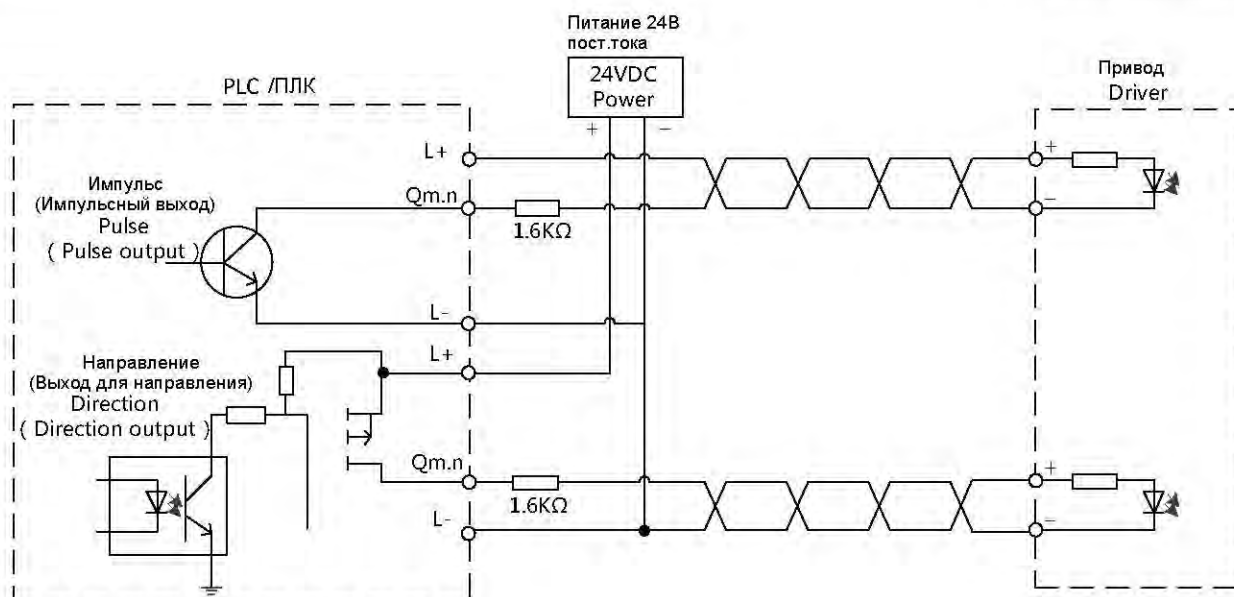 Питание 24В
пост.тока
24VDC
Power
+
−
PLC /ПЛК
Привод
Driver
L+
+
Импульс
(Импульсный выход)
Pulse
( Pulse output )
Qm.n
1.6KΩ
−
L-
L+
Направление
(Выход для направления)
Direction
( Direction output )
Qm.n
1.6KΩ
+
L-
−